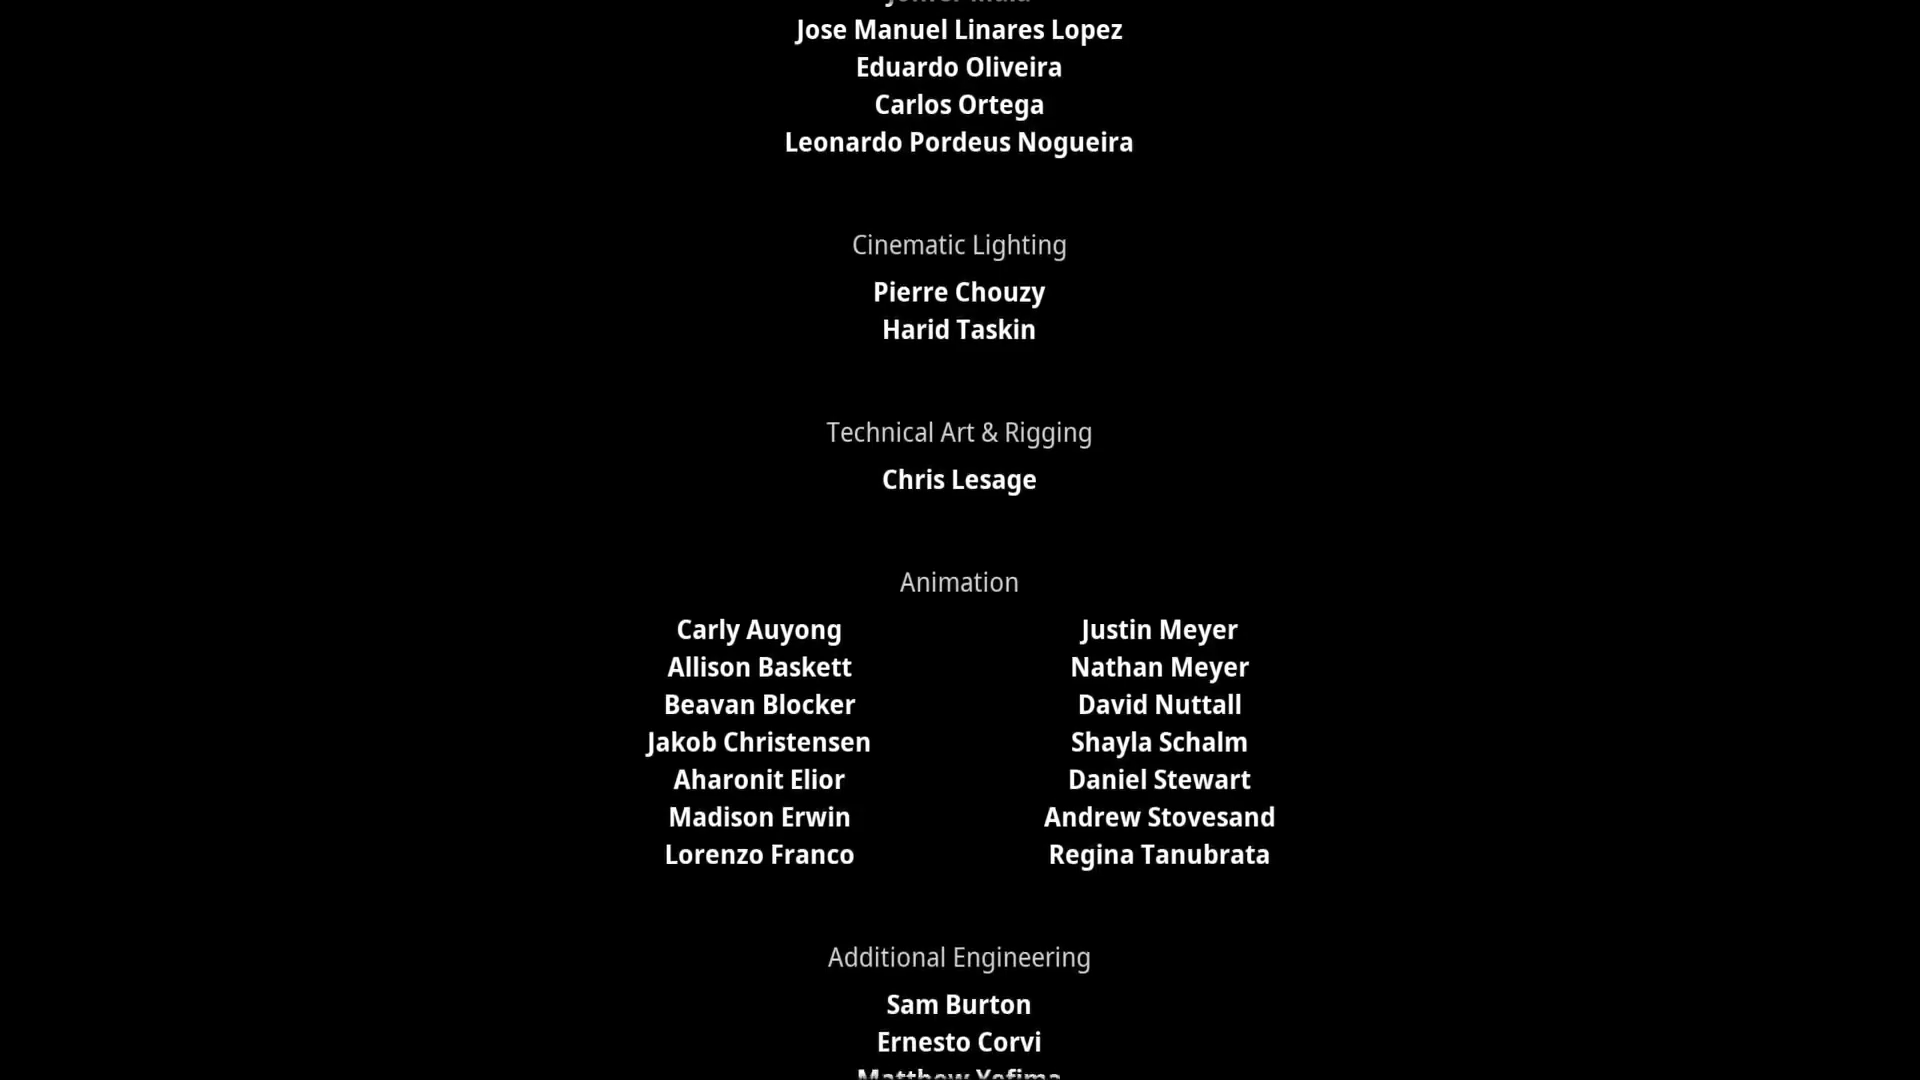 Jose Manuel Linares Lopez
Eduardo Oliveira
Carlos Ortega
Leonardo Pordeus Nogueira
Cinematic Lighting
Pierre Chouzy
Harid Taskin
Technical Art & Rigging
Chris Lesage
Animation
Carly Auyong
Allison Baskett
Beavan Blocker
Jakob Christensen
Aharonit Elior
Madison Erwin
Lorenzo Franco
Justin Meyer
Nathan Meyer
David Nuttall
Shayla Schalm
Daniel Stewart
Andrew Stovesand
Regina Tanubrata
Additional Engineering
Sam Burton
Ernesto Corvi
Matthew